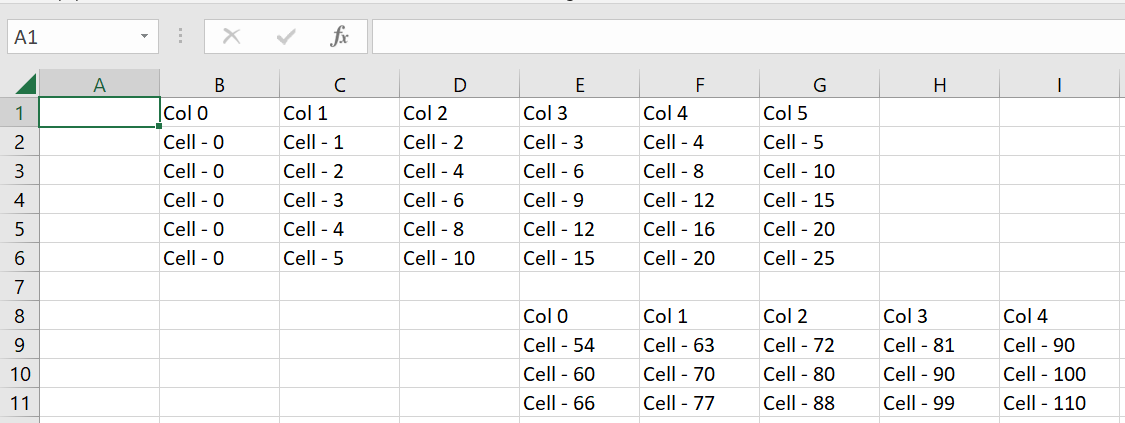 A1 fx
A B C D E F G H I
1 Col 0 Col 1 Col 2 Col 3 Col 4 Col 5
2 Cell - 0 Cell - 1 Cell - 2 Cell - 3 Cell - 4 Cell - 5
3 Cell - 0 Cell - 2 Cell - 4 Cell - 6 Cell - 8 Cell - 10
4 Cell - 0 Cell - 3 Cell - 6 Cell - 9 Cell - 12 Cell - 15
5 Cell - 0 Cell - 4 Cell - 8 Cell - 12 Cell - 16 Cell - 20
6 Cell - 0 Cell - 5 Cell - 10 Cell - 15 Cell - 20 Cell - 25
7
8 Col 0 Col 1 Col 2 Col 3 Col 4
9 Cell - 54 Cell - 63 Cell - 72 Cell - 81 Cell - 90
10 Cell - 60 Cell - 70 Cell - 80 Cell - 90 Cell - 100
11 Cell - 66 Cell - 77 Cell - 88 Cell - 99 Cell - 110